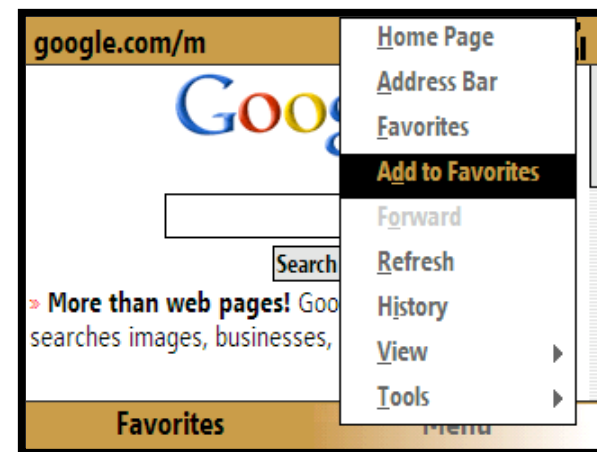 google.com/m
Goo
Search
» More than web pages! Goo
searches images, businesses,
Home Page
Address Bar
Favorites
Add to Favorites
Forward
Refresh
History
View
Tools
Favorites
Menu